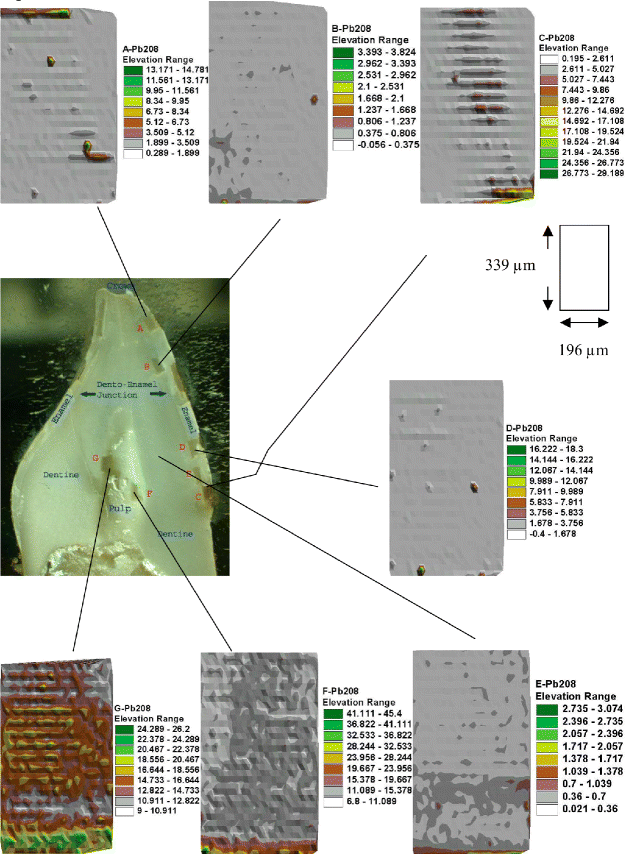 A-Pb208
Elevation Range
13.171 - 14.781
11.561 - 13.171
9.95 - 11.561
8.34 - 9.95
6.73 - 8.34
5.12 - 6.73
3.509 - 5.12
1.899 - 3.509
0.289 - 1.899
B-Pb208
Elevation Range
3.393 - 3.824
2.962 - 3.393
2.531 - 2.962
2.1 - 2.531
1.668 - 2.1
1.237 - 1.668
0.806 - 1.237
0.375 - 0.806
-0.056 - 0.375
C-Pb208
Elevation Range
0.195 - 2.611
2.611 - 5.027
5.027 - 7.443
7.443 - 9.86
9.86 - 12.276
12.276 - 14.692
14.692 - 17.108
17.108 - 19.524
19.524 - 21.94
21.94 - 24.356
24.356 - 26.773
26.773 - 29.189
339 µm
196 µm
Crown
A
B
Dento-Enamel
Junction
Enamel
Enamel
D
G
E
Dentine
F
C
Pulp
Dentine
D-Pb208
Elevation Range
16.222 - 18.3
14.144 - 16.222
12.067 - 14.144
9.989 - 12.067
7.911 - 9.989
5.833 - 7.911
3.756 - 5.833
1.678 - 3.756
-0.4 - 1.678
G-Pb208
Elevation Range
24.289 - 26.2
22.378 - 24.289
20.467 - 22.378
18.556 - 20.467
16.644 - 18.556
14.733 - 16.644
12.822 - 14.733
10.911 - 12.822
9 - 10.911
F-Pb208
Elevation Range
41.111 - 45.4
36.822 - 41.111
32.533 - 36.822
28.244 - 32.533
23.956 - 28.244
19.667 - 23.956
15.378 - 19.667
11.089 - 15.378
6.8 - 11.089
E-Pb208
Elevation Range
2.735 - 3.074
2.396 - 2.735
2.057 - 2.396
1.717 - 2.057
1.378 - 1.717
1.039 - 1.378
0.7 - 1.039
0.36 - 0.7
0.021 - 0.36